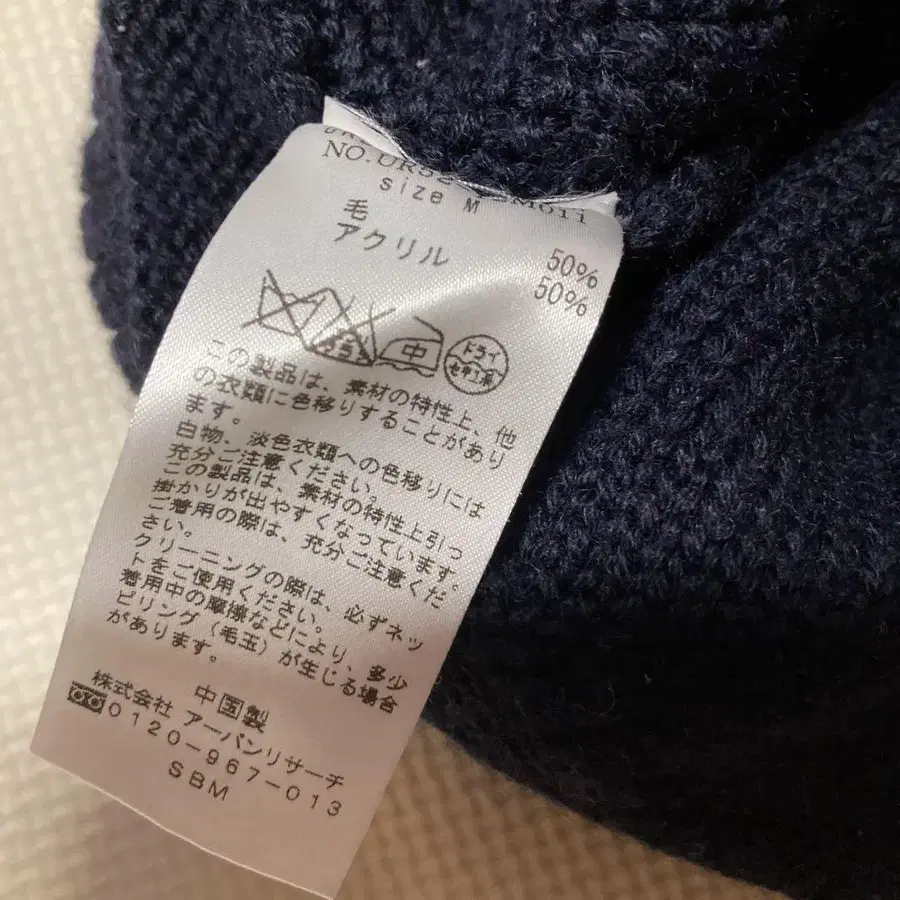 size M
毛 50%
アクリル 50%
中
ドライ
セキユ系
この製品は、素材の特性上、他
の衣類に色移りすることがあり
ます。
白物、淡色衣類への色移りには
充分ご注意ください。
この製品は、素材の特性上引っ
掛かりが出やすくなっています。
ご着用の際は、充分ご注意くだ
さい。
クリーニングの際は、必ずネッ
トをご使用ください。
着用中の摩擦などにより、多少
ピリング(毛玉)が生じる場合
があります。
中国製
株式会社 アーバンリサーチ
0120-967-013
SBM